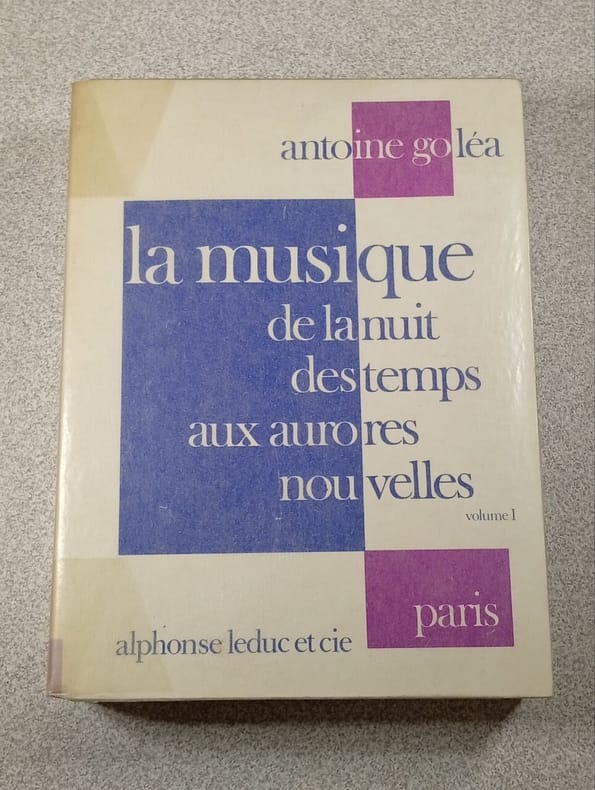 antoine goléa
la musique
de la nuit
des temps
aux aurores
nouvelles
volume I
paris
alphonse leduc et cie